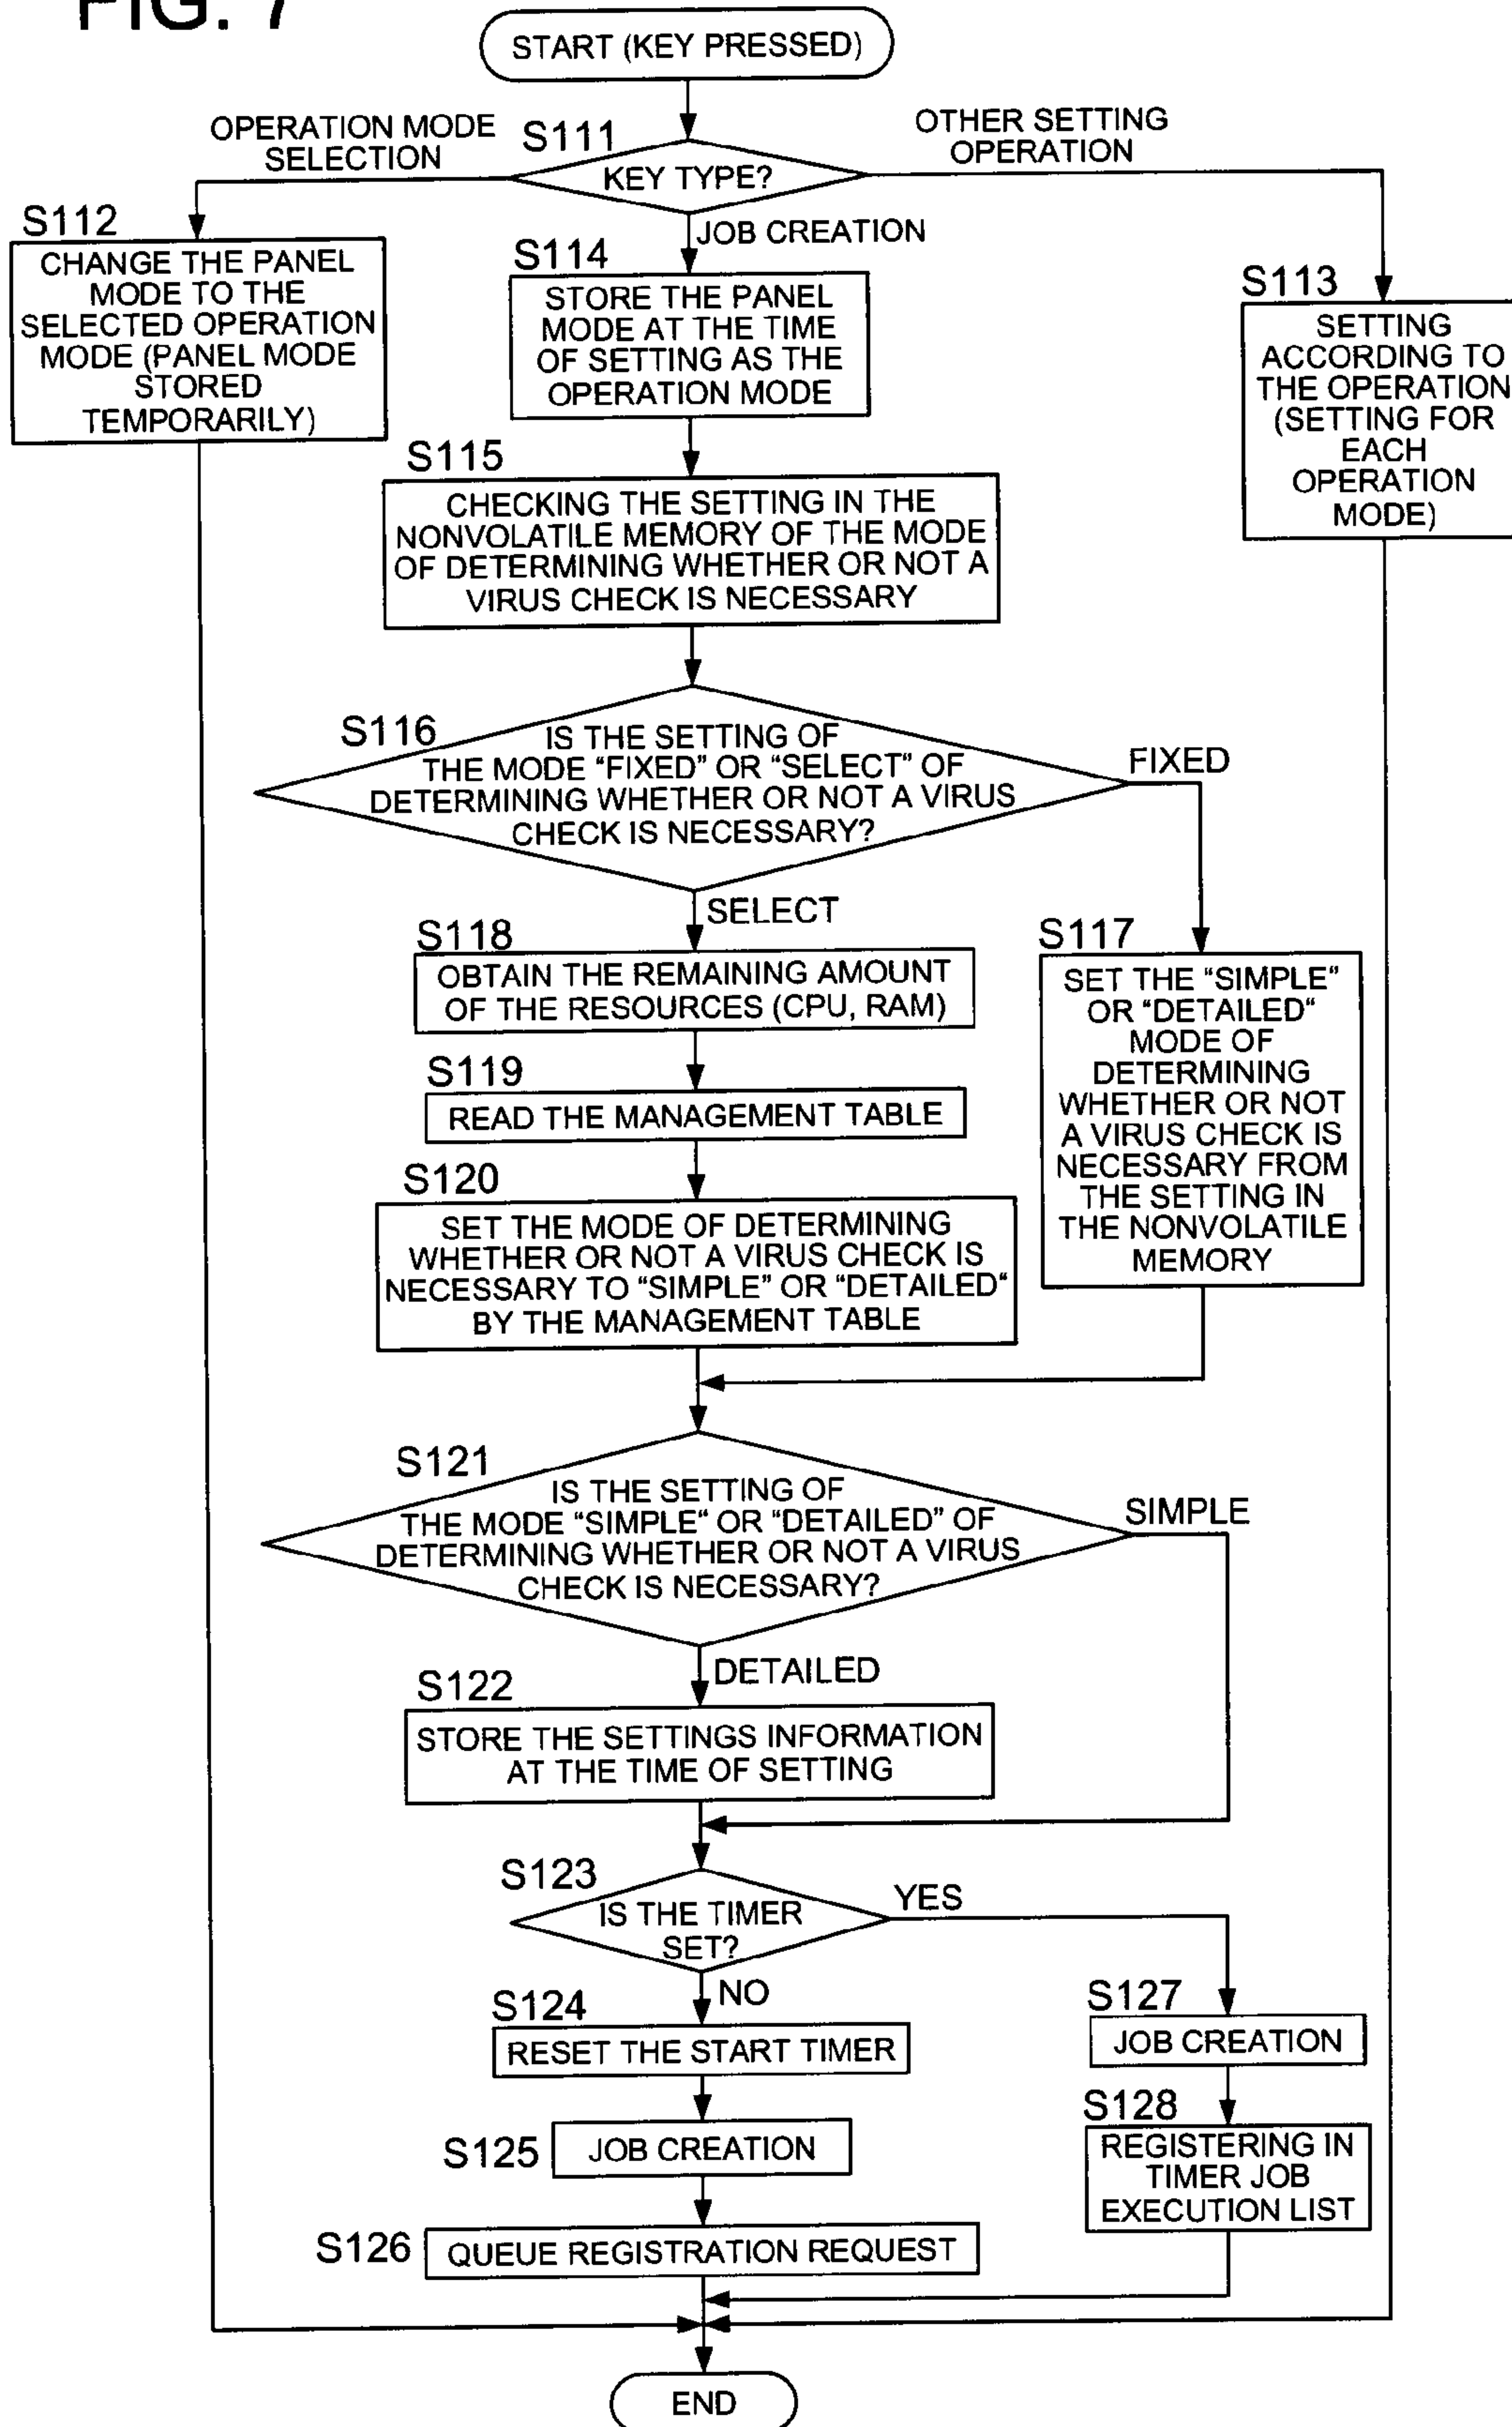 FIG. 7
START (KEY PRESSED)
OPERATION MODE
SELECTION
S111
KEY TYPE?
OTHER SETTING
OPERATION
S112
CHANGE THE PANEL
MODE TO THE
SELECTED OPERATION
MODE (PANEL MODE
STORED
TEMPORARILY)
JOB CREATION
S114
STORE THE PANEL
MODE AT THE TIME
OF SETTING AS THE
OPERATION MODE
S113
SETTING
ACCORDING TO
THE OPERATION
(SETTING FOR
EACH
OPERATION
MODE)
S115
CHECKING THE SETTING IN THE
NONVOLATILE MEMORY OF THE MODE
OF DETERMINING WHETHER OR NOT A
VIRUS CHECK IS NECESSARY
S116
IS THE SETTING OF
THE MODE “FIXED” OR “SELECT” OF
DETERMINING WHETHER OR NOT A VIRUS
CHECK IS NECESSARY?
FIXED
SELECT
S118
OBTAIN THE REMAINING AMOUNT
OF THE RESOURCES (CPU, RAM)
S117
SET THE “SIMPLE”
OR “DETAILED“
MODE OF
DETERMINING
WHETHER OR NOT
A VIRUS CHECK IS
NECESSARY FROM
THE SETTING IN
THE NONVOLATILE
MEMORY
S119
READ THE MANAGEMENT TABLE
S120
SET THE MODE OF DETERMINING
WHETHER OR NOT A VIRUS CHECK IS
NECESSARY TO “SIMPLE” OR “DETAILED“
BY THE MANAGEMENT TABLE
S121
IS THE SETTING OF
THE MODE “SIMPLE“ OR “DETAILED” OF
DETERMINING WHETHER OR NOT A VIRUS
CHECK IS NECESSARY?
SIMPLE
DETAILED
S122
STORE THE SETTINGS INFORMATION
AT THE TIME OF SETTING
S123
IS THE TIMER
SET?
YES
NO
S124
RESET THE START TIMER
S127
JOB CREATION
S125
JOB CREATION
S128
REGISTERING IN
TIMER JOB
EXECUTION LIST
S126
QUEUE REGISTRATION REQUEST
END